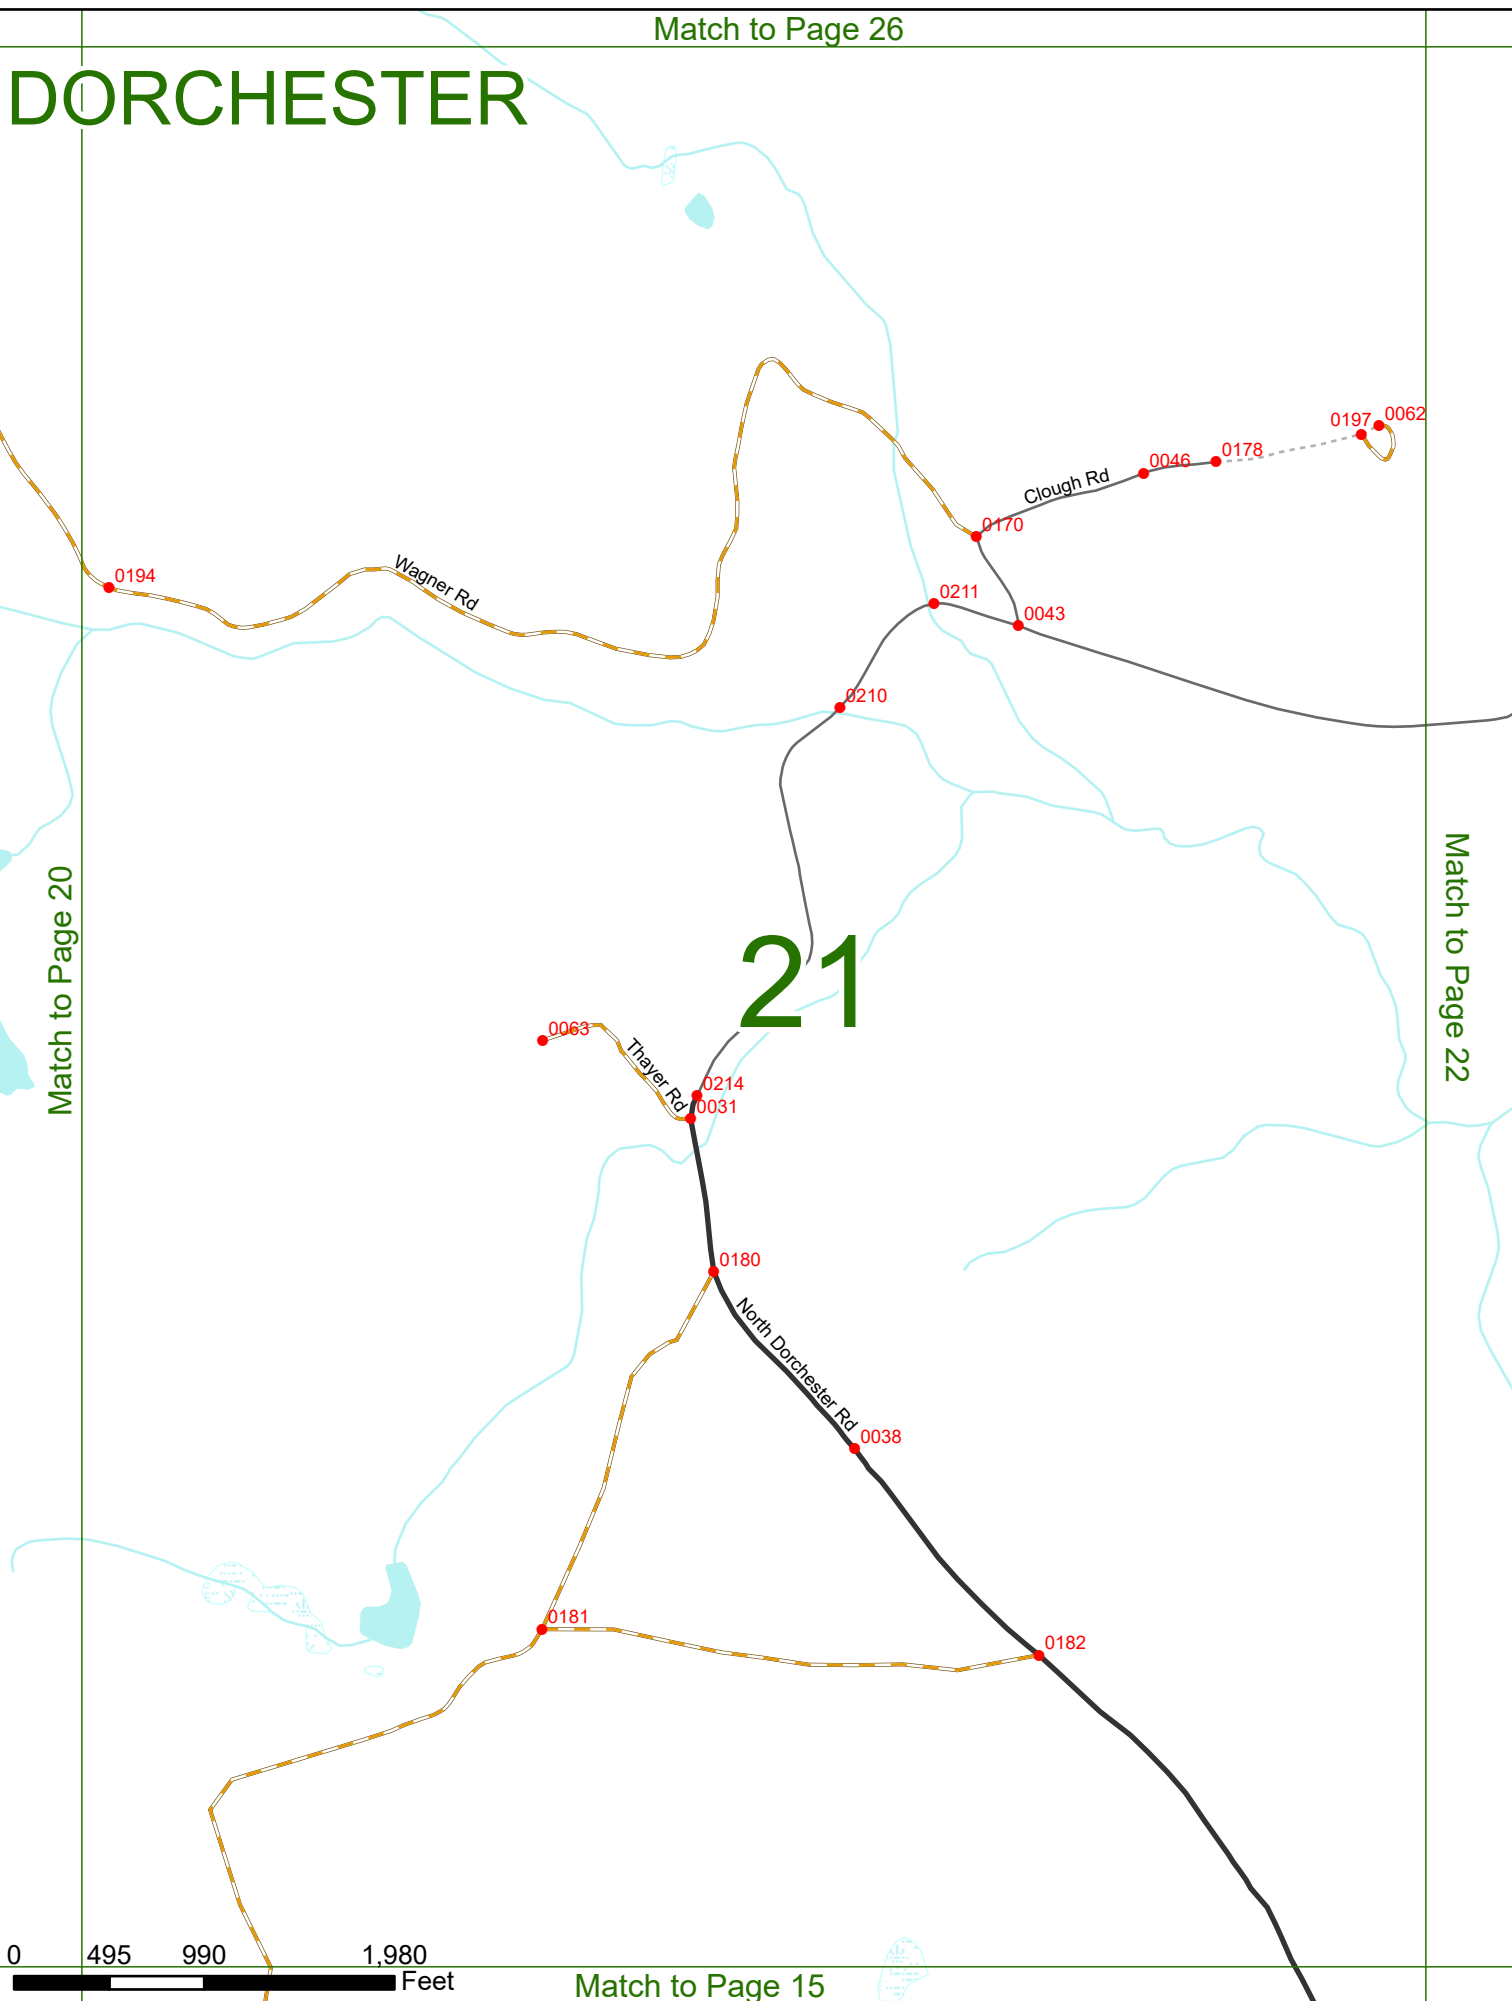 Match to Page 26
DORCHESTER
0062
0197
0178
0046
Clough Rd
0170
0194
Wagner Rd
0211
0043
0210
Match to Page 20
Match to Page 22
21
0063
Thayer Rd
0214
0031
0180
North Dorchester Rd
0038
0181
0182
0 495 990 1,980
Feet
Match to Page 15